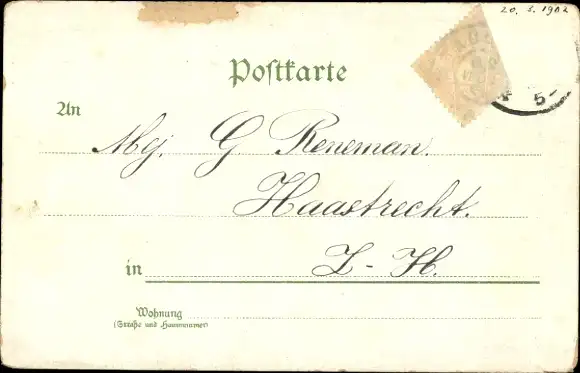 20. 5. 1902
Postkarte
An
Mej. G. Reneman.
Haastrecht.
in Z-H.
Wohnung
(Straße und Hausnummer)